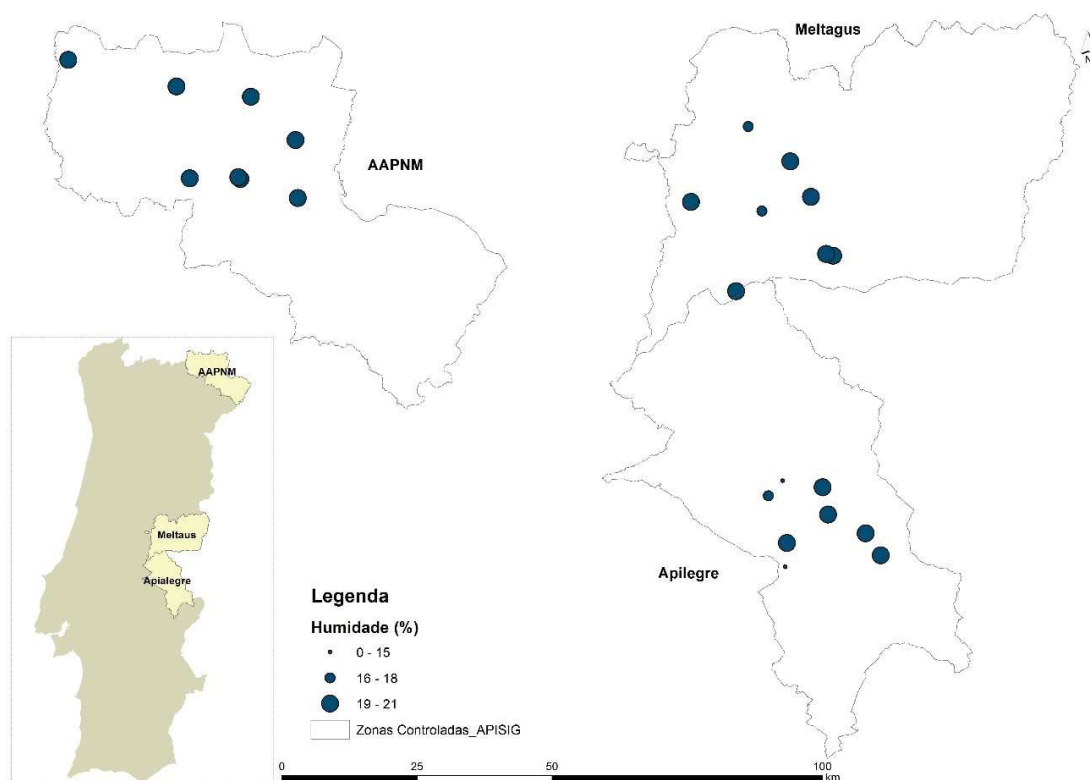 Meltagus
N
AAPNM
AAPNM
Meltaus
Apialegre
Apilegre
Legenda
Humidade (%)
0 - 15
16 - 18
19 - 21
Zonas Controladas_APISIG
0 25 50 100
km